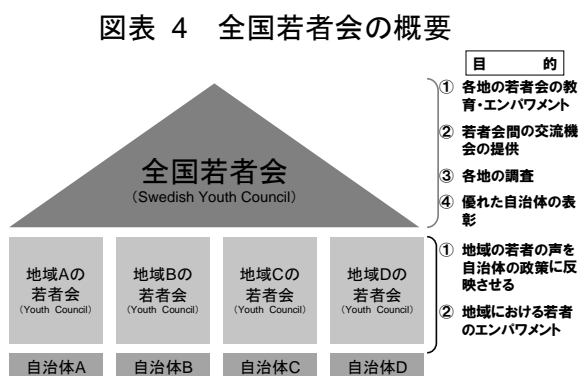 図表 4 全国若者会の概要
目 的
① 各地の若者会の教
育・エンパワメント
② 若者会間の交流機
会の提供
③ 各地の調査
④ 優れた自治体の表
彰
全国若者会
(Swedish Youth Council)
① 地域の若者の声を
自治体の政策に反
映させる
② 地域における若者
のエンパワメント
地域Aの
若者会
(Youth Council)
地域Bの
若者会
(Youth Council)
地域Cの
若者会
(Youth Council)
地域Dの
若者会
(Youth Council)
自治体A
自治体B
自治体C
自治体D